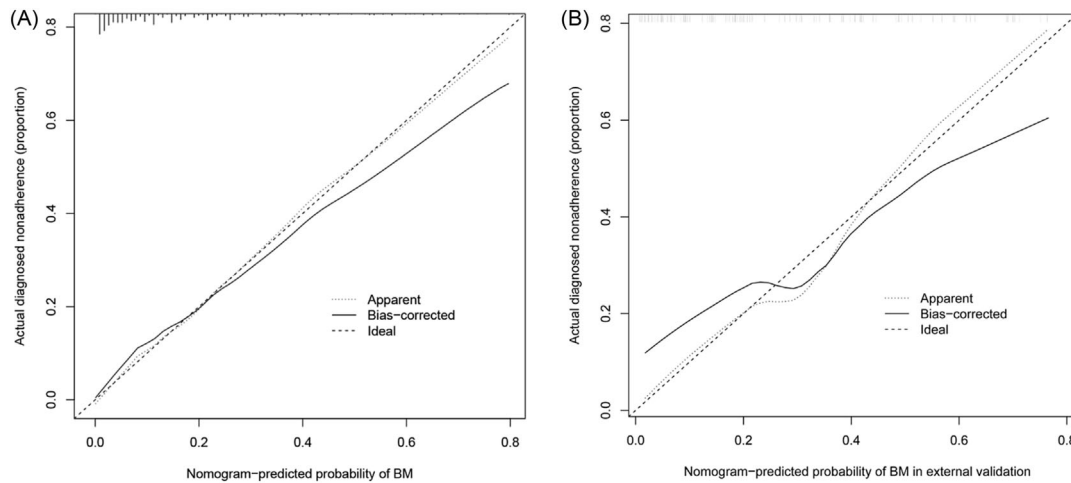 (A)
0.8
0.6
0.4
0.2
0.0
Actual diagnosed nonadherence (proportion)
Apparent
Bias−corrected
Ideal
0.0 0.2 0.4 0.6 0.8
Nomogram−predicted probability of BM
(B)
0.8
0.6
0.4
0.2
0.0
Actual diagnosed nonadherence (proportion)
Apparent
Bias−corrected
Ideal
0.0 0.2 0.4 0.6 0.8
Nomogram−predicted probability of BM in external validation